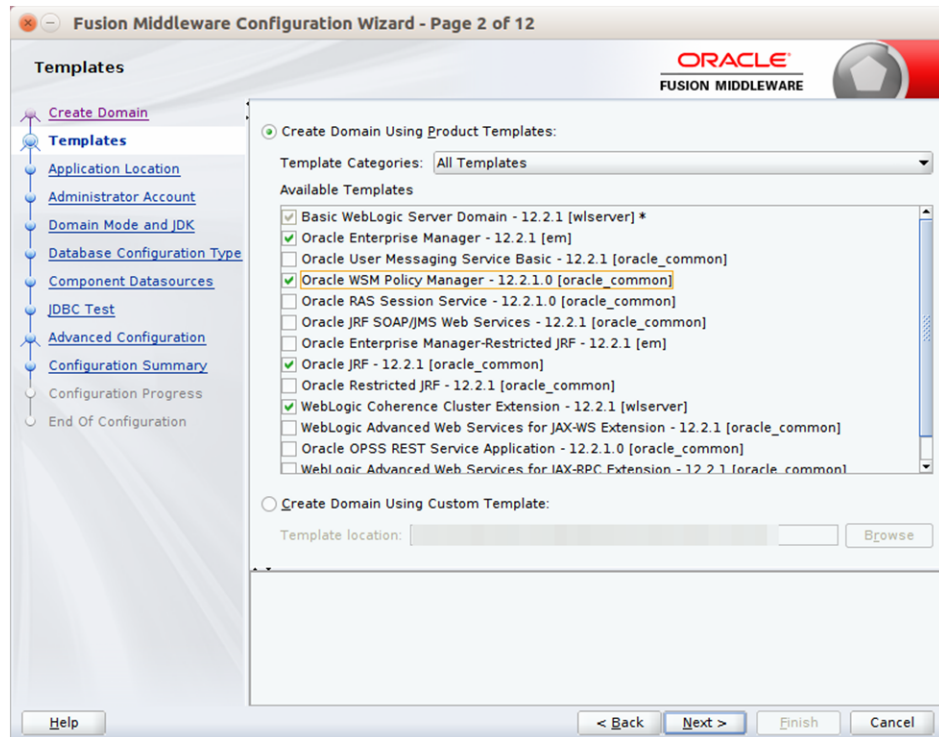 Fusion Middleware Configuration Wizard - Page 2 of 12
Templates
ORACLE
FUSION MIDDLEWARE
Create Domain
Templates
Application Location
Administrator Account
Domain Mode and JDK
Database Configuration Type
Component Datasources
JDBC Test
Advanced Configuration
Configuration Summary
Configuration Progress
End Of Configuration
Create Domain Using Product Templates:
Template Categories: All Templates
Available Templates
Basic WebLogic Server Domain - 12.2.1 [wlserver] *
Oracle Enterprise Manager - 12.2.1 [em]
Oracle User Messaging Service Basic - 12.2.1 [oracle_common]
Oracle WSM Policy Manager - 12.2.1.0 [oracle_common]
Oracle RAS Session Service - 12.2.1.0 [oracle_common]
Oracle JRF SOAP/JMS Web Services - 12.2.1 [oracle_common]
Oracle Enterprise Manager-Restricted JRF - 12.2.1 [em]
Oracle JRF - 12.2.1 [oracle_common]
Oracle Restricted JRF - 12.2.1 [oracle_common]
WebLogic Coherence Cluster Extension - 12.2.1 [wlserver]
WebLogic Advanced Web Services for JAX-WS Extension - 12.2.1 [oracle_common]
Oracle OPSS REST Service Application - 12.2.1.0 [oracle_common]
WebLogic Advanced Web Services for JAX-RPC Extension - 12.2.1 [oracle_common]
Create Domain Using Custom Template:
Template location:
Browse
Help
< Back
Next >
Finish
Cancel